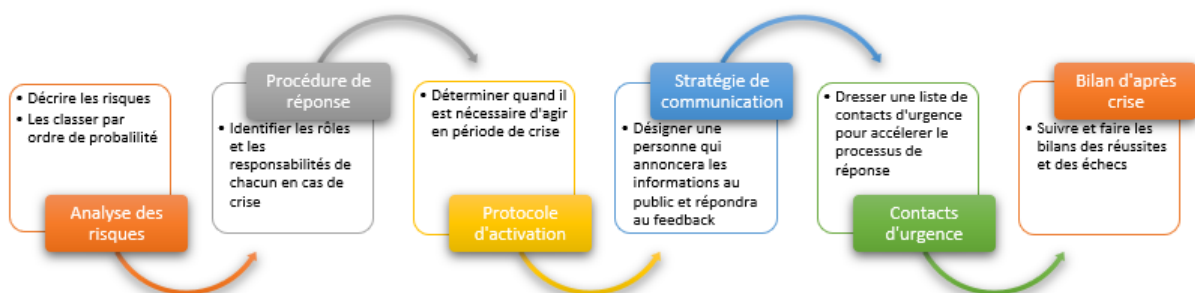 • Décrire les risques
• Les classer par
ordre de probalilité
Analyse des
risques
Procédure de
réponse
• Identifier les rôles
et les
responsabilités de
chacun en cas de
crise
• Déterminer quand il
est nécessaire d'agir
en période de crise
Protocole
d'activation
Stratégie de
communication
• Désigner une
personne qui
annoncera les
informations au
public et répondra
au feedback
• Dresser une liste de
contacts d'urgence
pour accélerer le
processus de
réponse
Contacts
d'urgence
Bilan d'après
crise
• Suivre et faire les
bilans des réussites
et des échecs